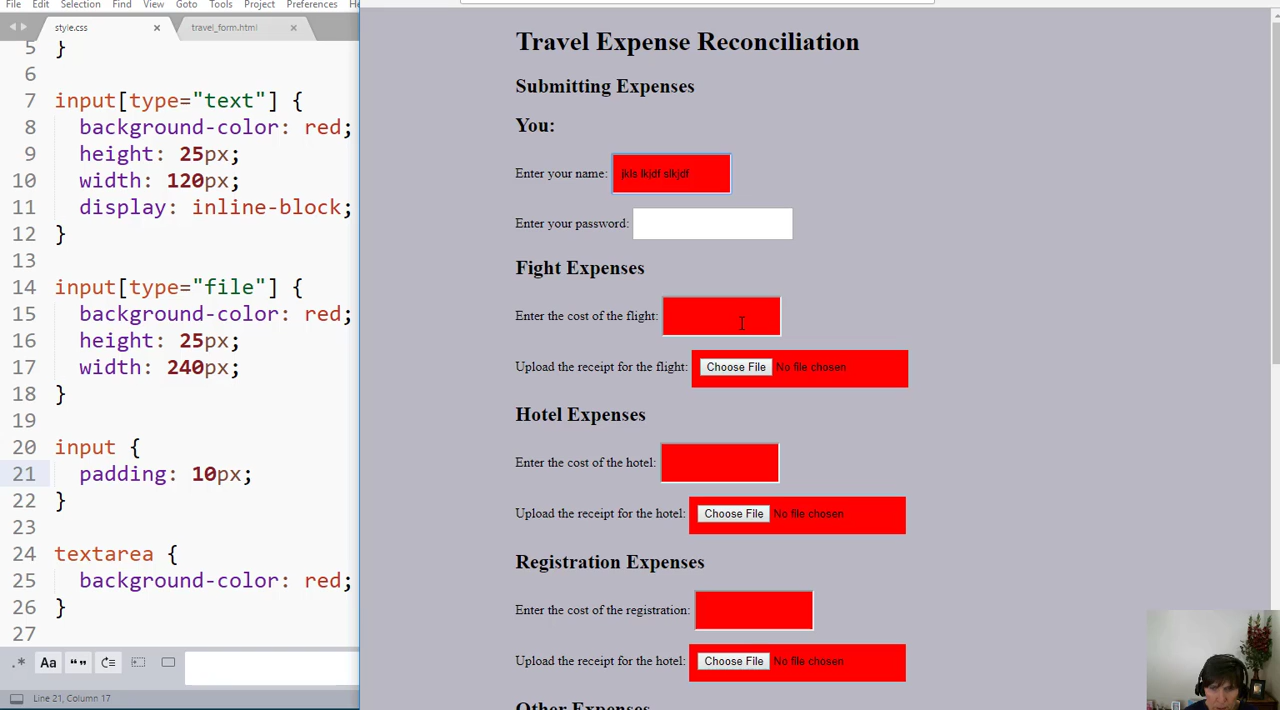 File Edit Selection Find View Goto Tools Project Preferences He
style.css × travel_form.html ×
5 }
6
7 input[type="text"] {
8 background-color: red;
9 height: 25px;
10 width: 120px;
11 display: inline-block;
12 }
13
14 input[type="file"] {
15 background-color: red;
16 height: 25px;
17 width: 240px;
18 }
19
20 input {
21 padding: 10px;
22 }
23
24 textarea {
25 background-color: red;
26 }
27
.* Aa “”
Line 21, Column 17
Travel Expense Reconciliation
Submitting Expenses
You:
Enter your name: jkls lkjdf slkjdf
Enter your password:
Fight Expenses
Enter the cost of the flight:
Upload the receipt for the flight: Choose File No file chosen
Hotel Expenses
Enter the cost of the hotel:
Upload the receipt for the hotel: Choose File No file chosen
Registration Expenses
Enter the cost of the registration:
Upload the receipt for the hotel: Choose File No file chosen
Other Expenses